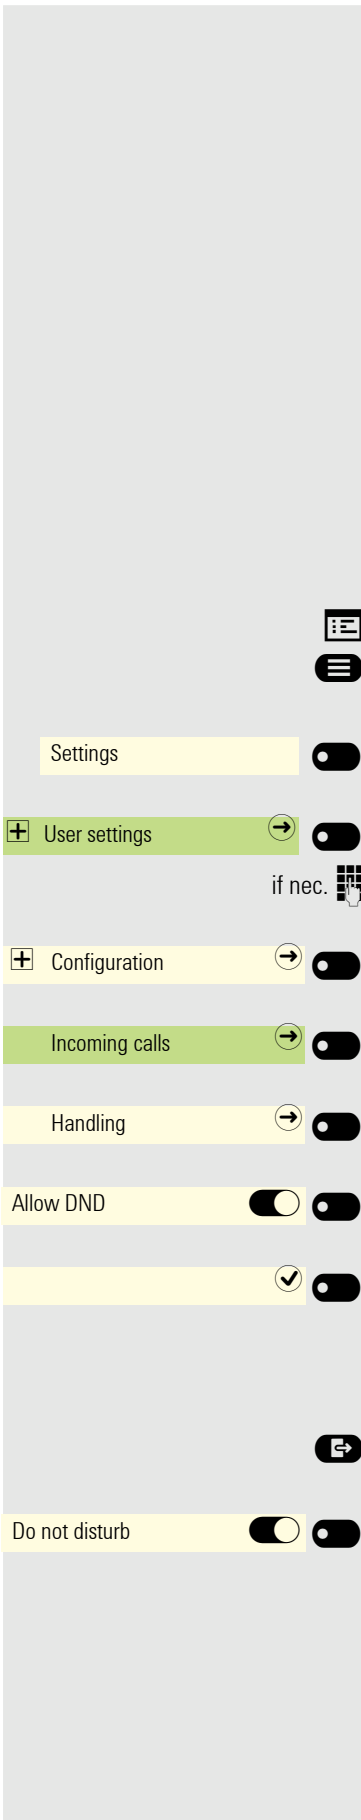 Settings
User settings
if nec.
Configuration
Incoming calls
Handling
Allow DND
Do not disturb